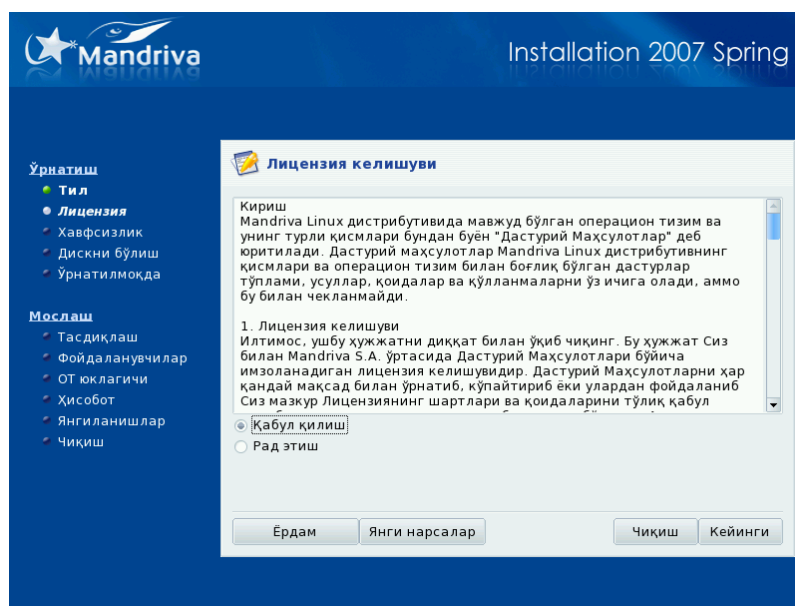 Mandriva
Installation 2007 Spring
Ўрнатиш
Тил
Лицензия
Хавфсизлик
Дискни бўлиш
Ўрнатилмоқда
Мослаш
Тасдиқлаш
Фойдаланувчилар
ОТ юклагичи
Ҳисобот
Янгиланишлар
Чиқиш
Лицензия келишуви
Кириш
Mandriva Linux дистрибутивида мавжуд бўлган операцион тизим ва
унинг турли қисмлари бундан буён "Дастурий Маҳсулотлар" деб
юритилади. Дастурий маҳсулотлар Mandriva Linux дистрибутивнинг
қисмлари ва операцион тизим билан боғлиқ бўлган дастурлар
тўплами, усуллар, қоидалар ва қўлланмаларни ўз ичига олади, аммо
бу билан чекланмайди.
1. Лицензия келишуви
Илтимос, ушбу ҳужжатни диққат билан ўқиб чиқинг. Бу ҳужжат Сиз
билан Mandriva S.A. ўртасида Дастурий Маҳсулотлари бўйича
имзоланадиган лицензия келишувидир. Дастурий Маҳсулотларни ҳар
қандай мақсад билан ўрнатиб, кўпайтириб ёки улардан фойдаланиб
Сиз мазкур Лицензиянинг шартлари ва қоидаларини тўлиқ қабул
Қабул қилиш
Рад этиш
Ёрдам
Янги нарсалар
Чиқиш
Кейинги